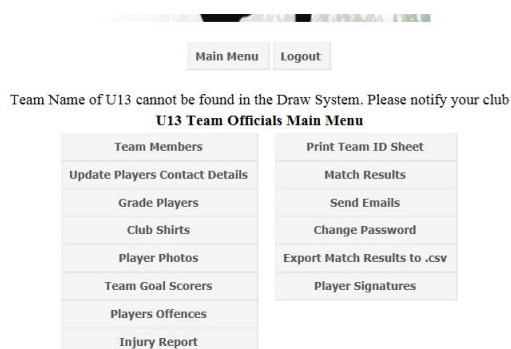 Main Menu Logout
Team Name of U13 cannot be found in the Draw System. Please notify your club
U13 Team Officials Main Menu
Team Members Print Team ID Sheet
Update Players Contact Details Match Results
Grade Players Send Emails
Club Shirts Change Password
Player Photos Export Match Results to .csv
Team Goal Scorers Player Signatures
Players Offences
Injury Report